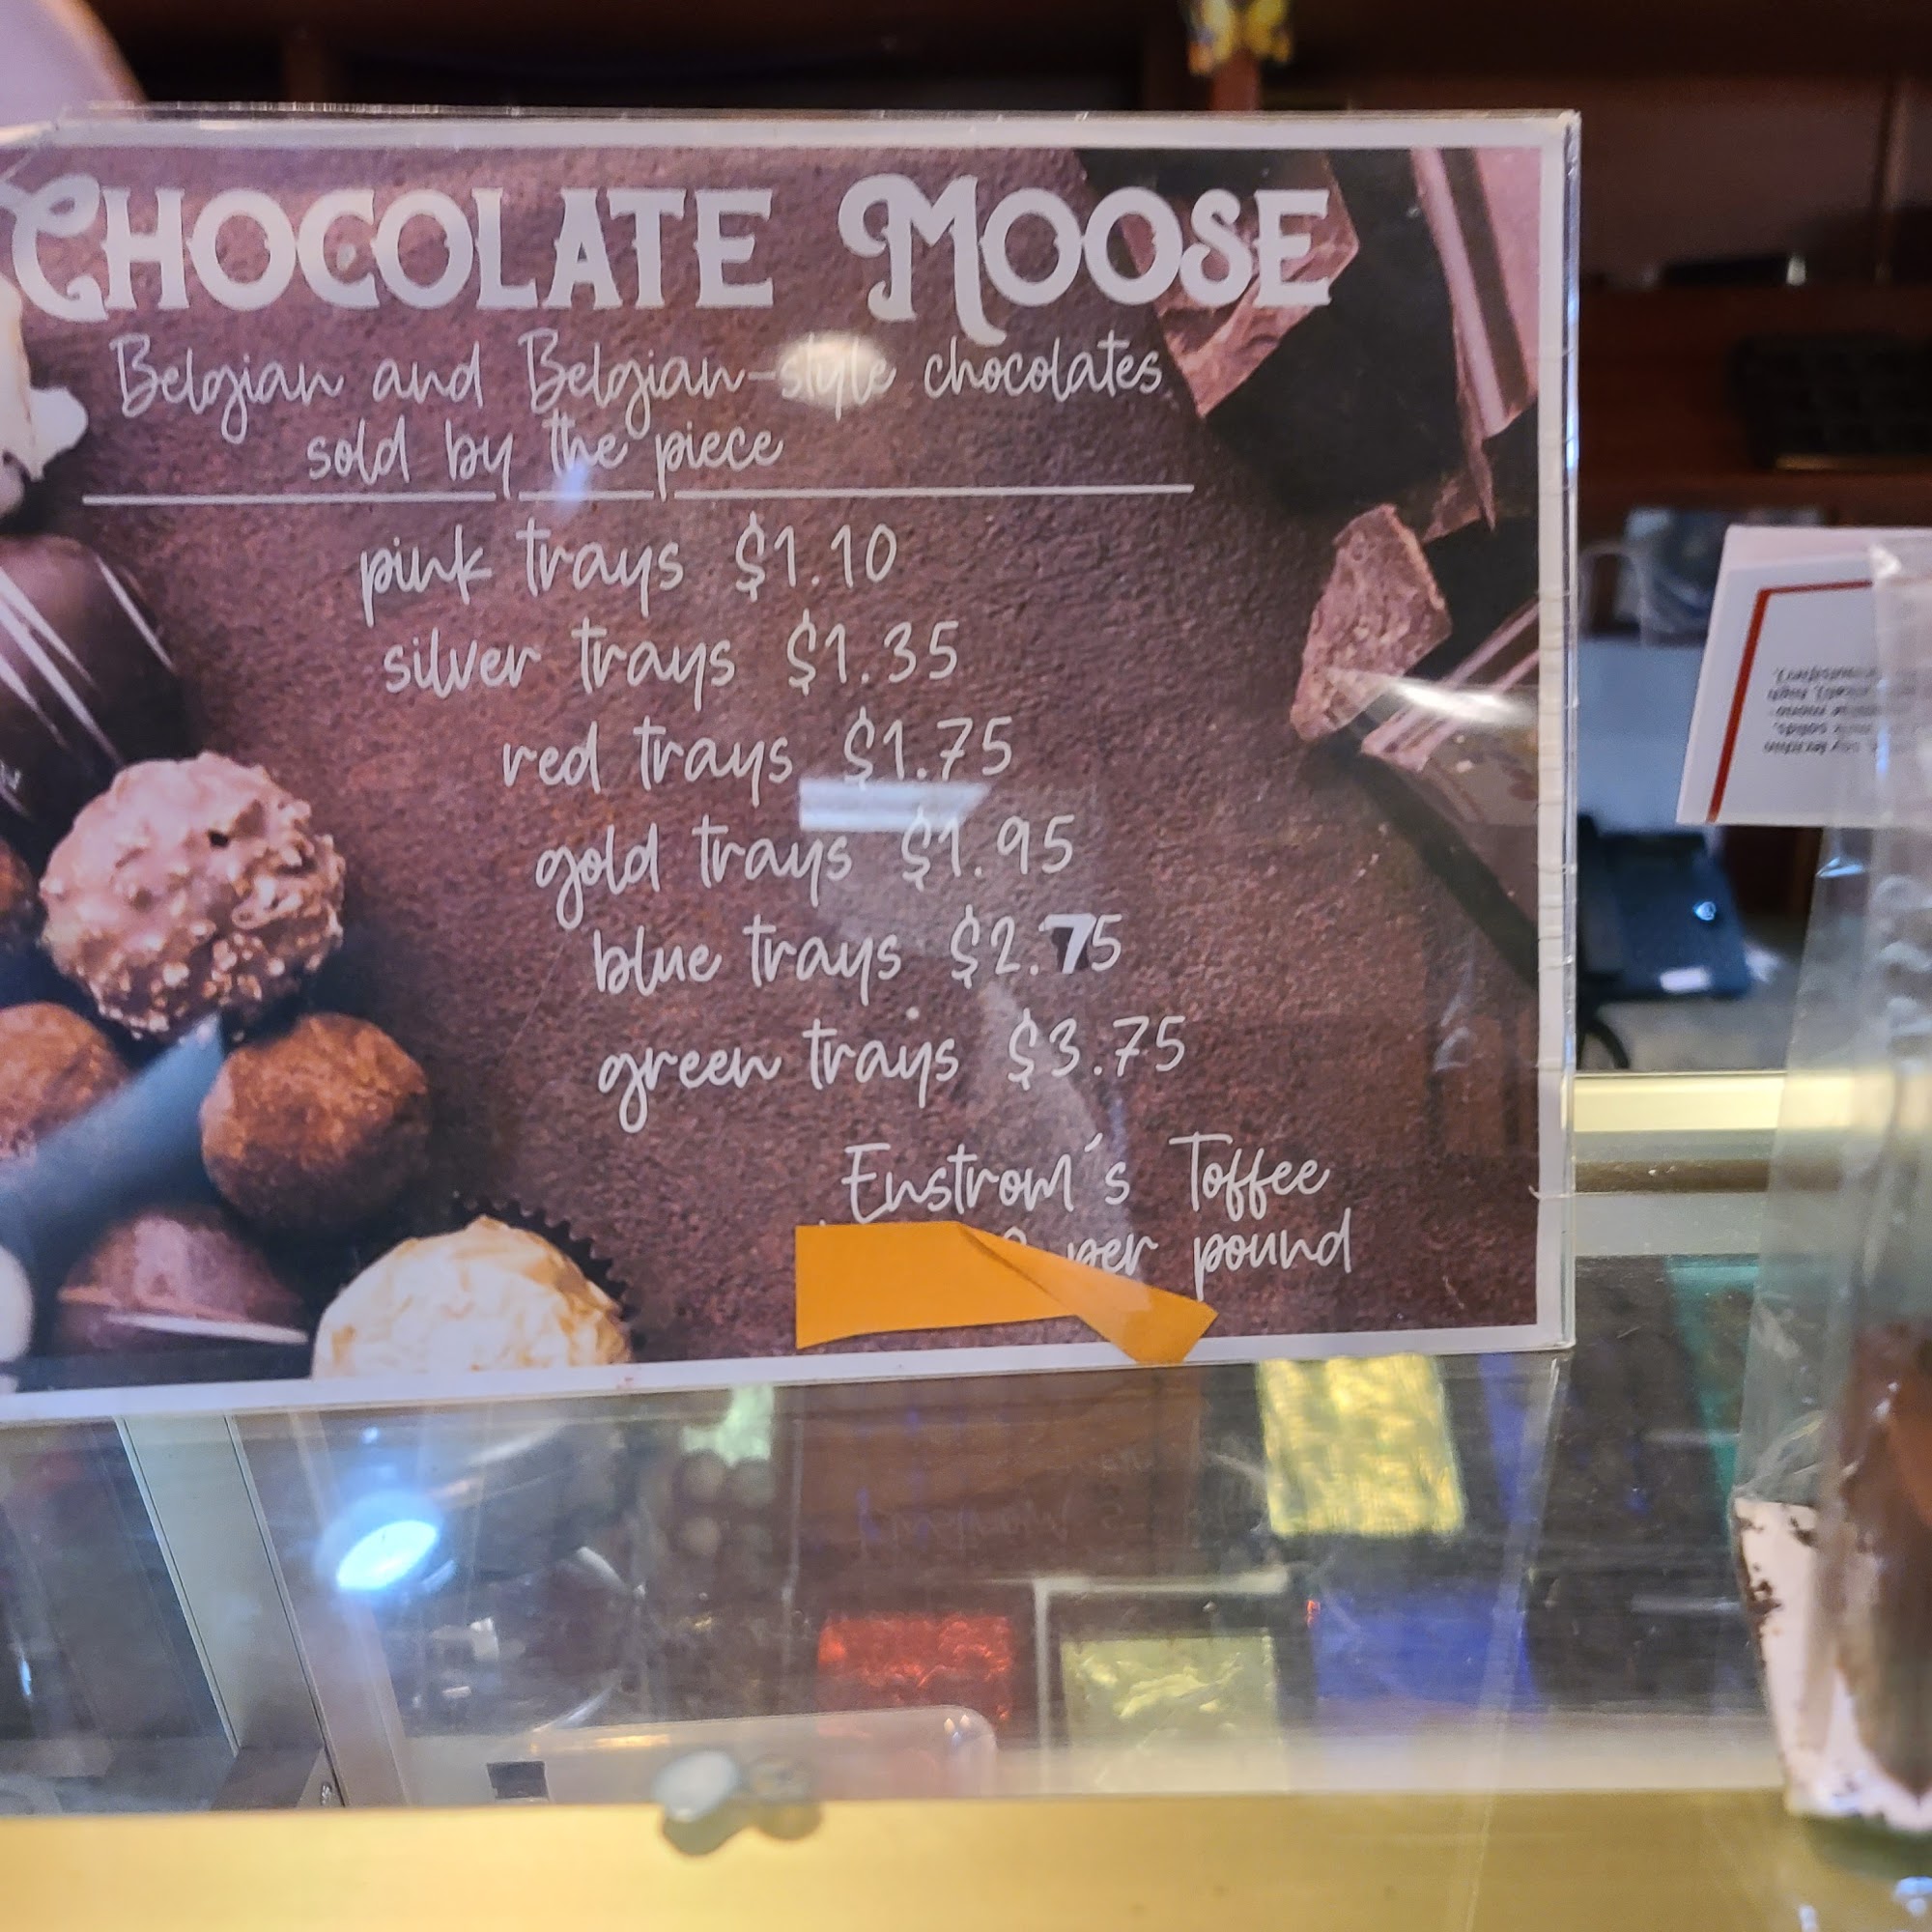 CHOCOLATE MOOSE
Belgian and Belgian-style chocolates
sold by the piece
pink trays $1.10
silver trays $1.35
red trays $1.75
gold trays $1.95
blue trays $2.75
green trays $3.75
Enstrom's Toffee
per pound